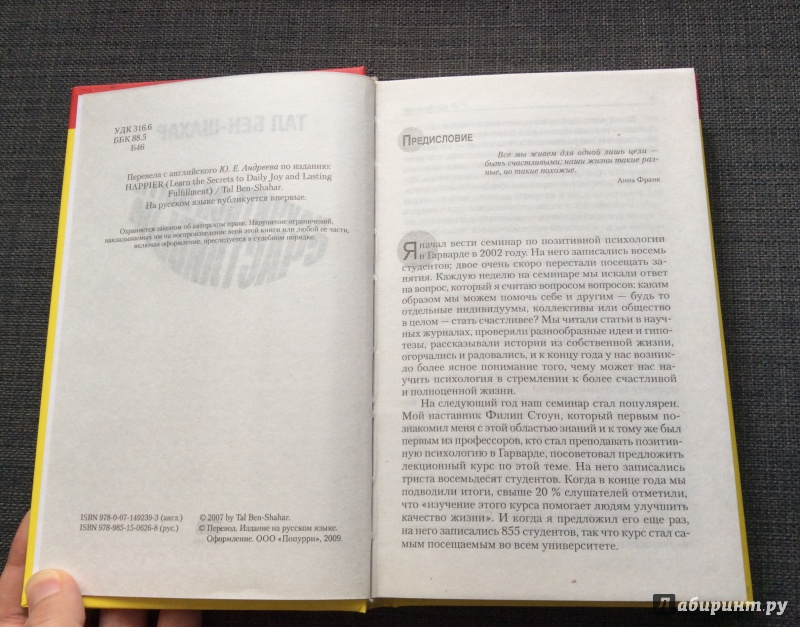 УДК 316.6
ББК 88.5
Б46
Перевела с английского Ю. Е. Андреева по изданию:
HAPPIER (Learn the Secrets to Daily Joy and Lasting
Fulfillment) / Tal Ben-Shahar.
На русском языке публикуется впервые.
Охраняется законом об авторском праве. Нарушение ограничений,
накладываемых им на воспроизведение всей этой книги или любой ее части,
включая оформление, преследуется в судебном порядке.
ISBN 978-0-07-149239-3 (англ.)
ISBN 978-985-15-0626-8 (рус.)
© 2007 by Tal Ben-Shahar.
© Перевод. Издание на русском языке.
Оформление. ООО «Попурри», 2009.
ПРЕДИСЛОВИЕ
Все мы живем для одной лишь цели —
быть счастливыми; наши жизни такие раз-
ные, но такие похожие.
Анна Франк
Я начал вести семинар по позитивной психологии
в Гарварде в 2002 году. На него записались восемь
студентов; двое очень скоро перестали посещать за-
нятия. Каждую неделю на семинаре мы искали ответ
на вопрос, который я считаю вопросом вопросов: каким
образом мы можем помочь себе и другим — будь то
отдельные индивидуумы, коллективы или общество
в целом — стать счастливее? Мы читали статьи в науч-
ных журналах, проверяли разнообразные идеи и гипо-
тезы, рассказывали истории из собственной жизни,
огорчались и радовались, и к концу года у нас возник-
ло более ясное понимание того, чему может нас на-
учить психология в стремлении к более счастливой
и полноценной жизни.
На следующий год наш семинар стал популярен.
Мой наставник Филип Стоун, который первым по-
знакомил меня с этой областью знаний и к тому же был
первым из профессоров, кто стал преподавать позитив-
ную психологию в Гарварде, посоветовал предложить
лекционный курс по этой теме. На него записались
триста восемьдесят студентов. Когда в конце года мы
подводили итоги, свыше 20 % слушателей отметили,
что «изучение этого курса помогает людям улучшить
качество жизни». И когда я предложил его еще раз,
на него записались 855 студентов, так что курс стал са-
мым посещаемым во всем университете.
Лабиринт.ру